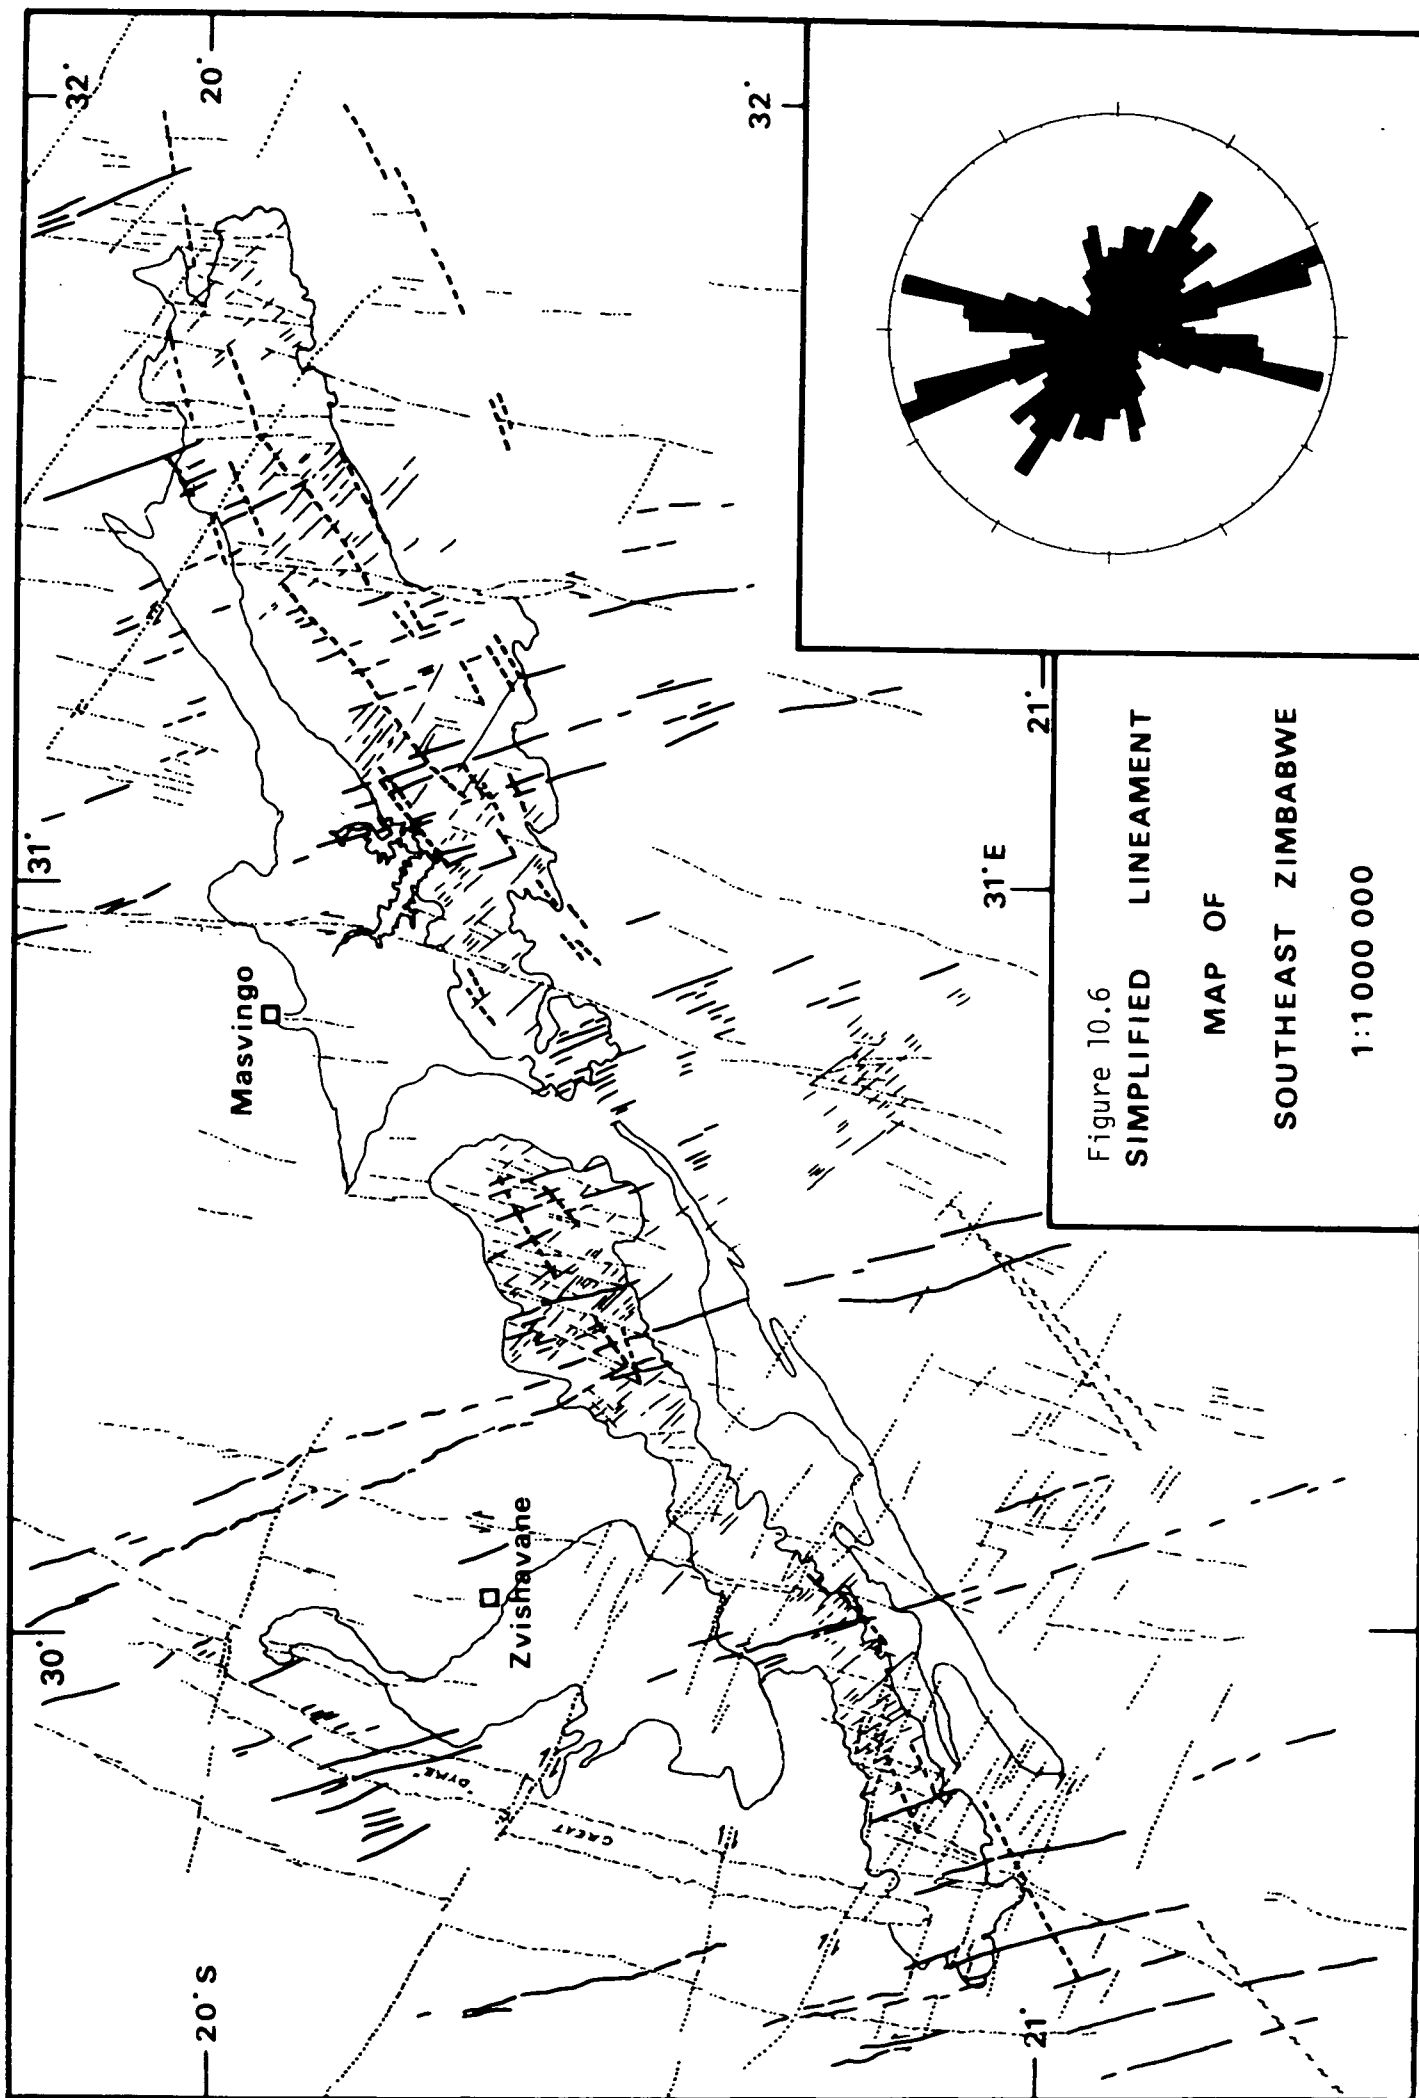 32°
20°
32°
31°
31°E
21°
Masvingo
Zvishavane
30°
"DYKE"
GREAT
20°S
21°
Figure 10.6
SIMPLIFIED LINEAMENT
MAP OF
SOUTHEAST ZIMBABWE
1:1 000 000